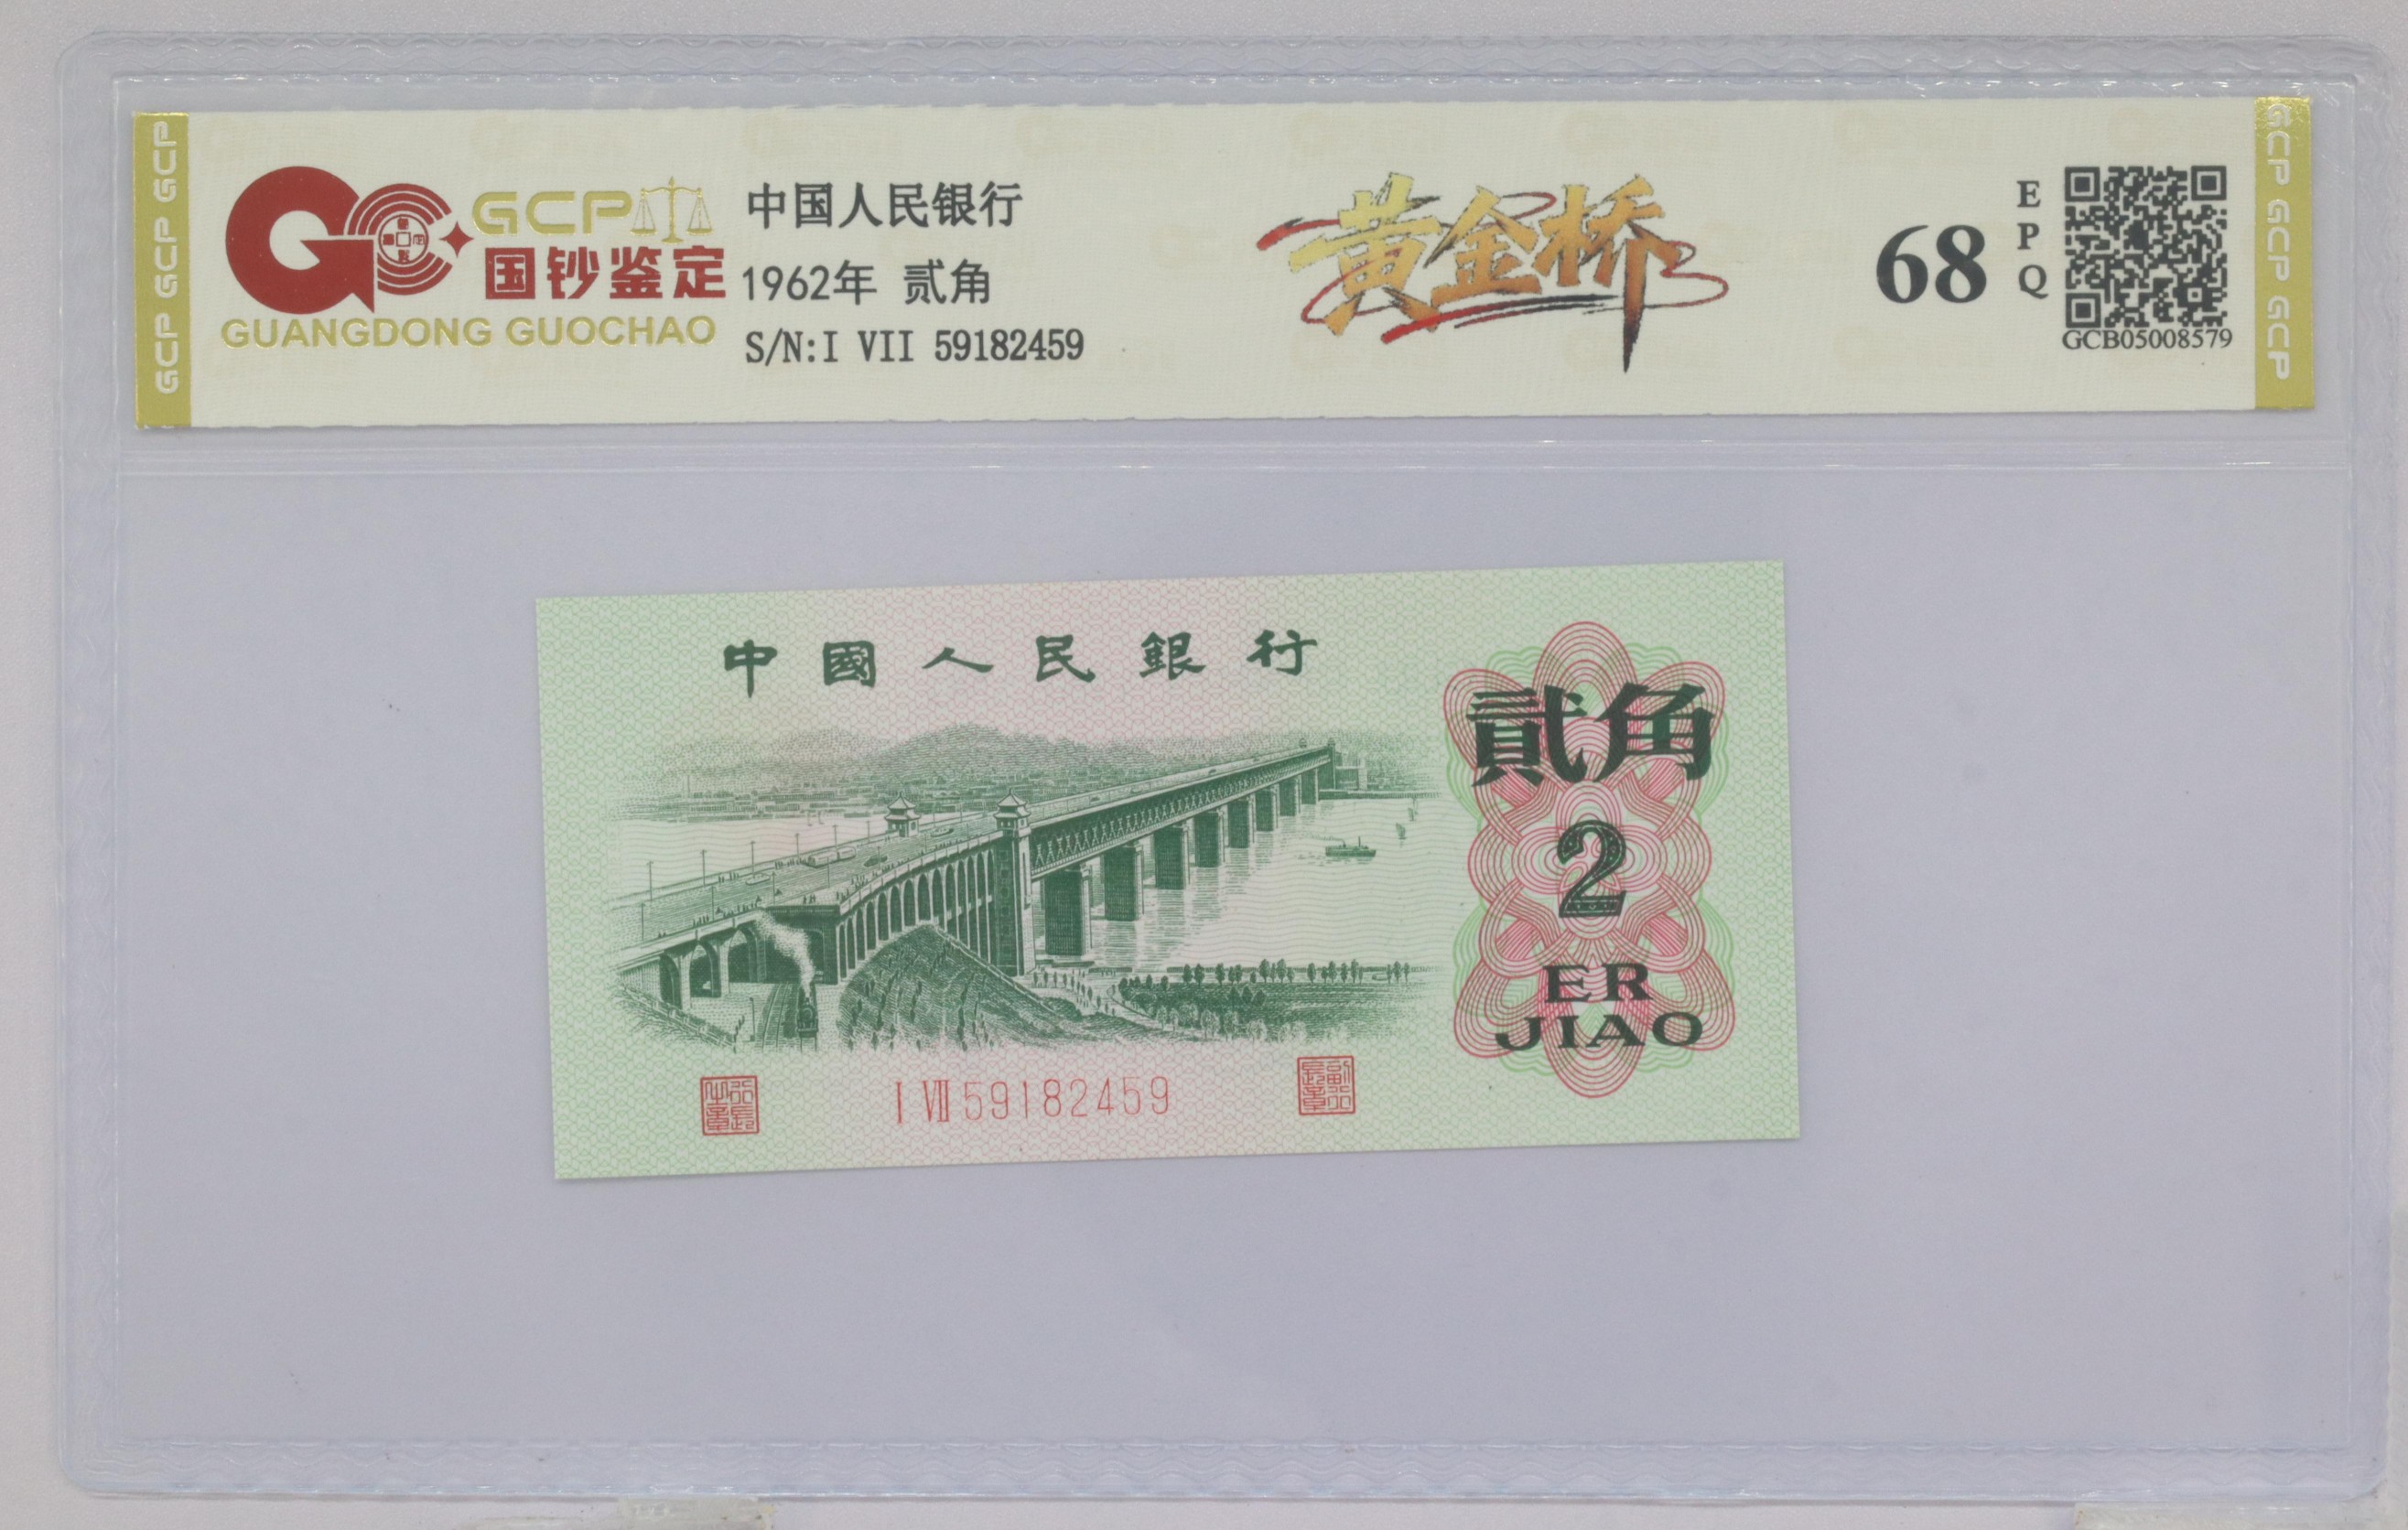 GCP GCP GCP
GCP
国钞鉴定
GUANGDONG GUOCHAO
中国人民银行
1962年 贰角
S/N:I VII 59182459
黄金桥
68
EPQ
GCB05008579
GCP GCP GCP
中國人民銀行
貳角
2
ER
JIAO
I VII 59182459